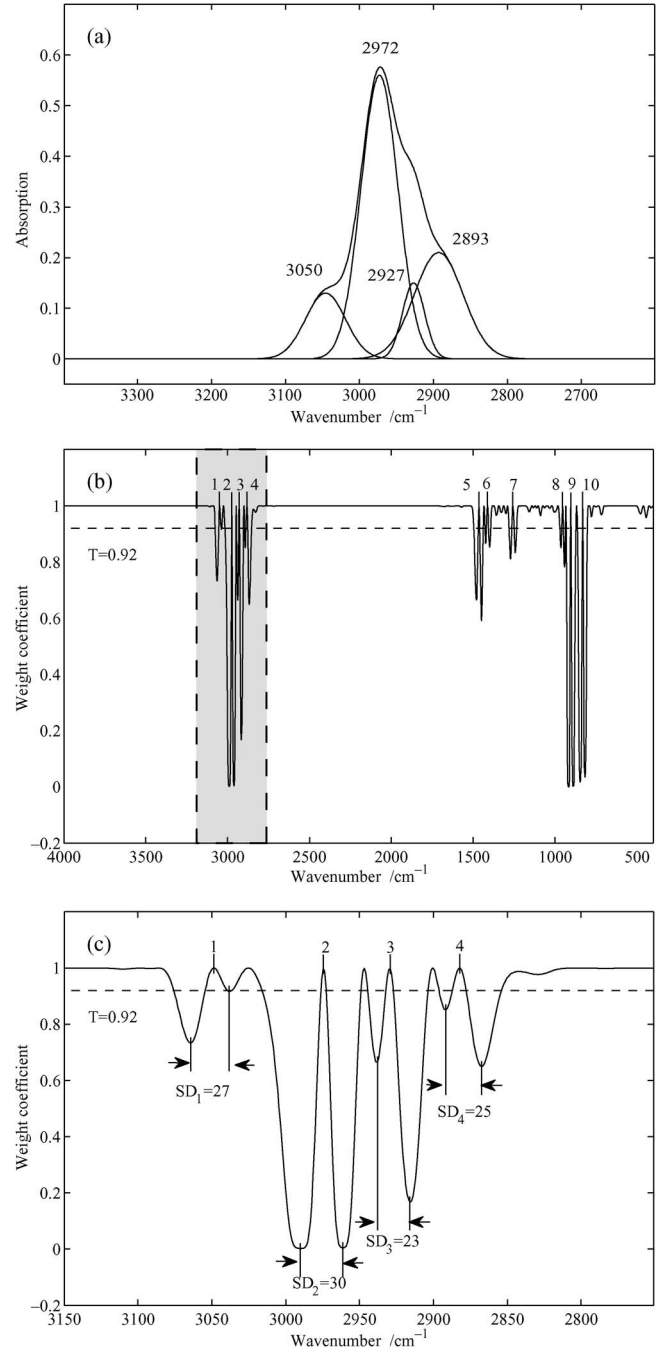 (a)
2972
2893
3050
2927
0.6
0.5
0.4
0.3
0.2
0.1
0
Absorption
3300 3200 3100 3000 2900 2800 2700
Wavenumber /cm⁻¹
(b)
1 2 3 4 5 6 7 8 9 10
T=0.92
1
0.8
0.6
0.4
0.2
0
−0.2
Weight coefficient
4000 3500 3000 2500 2000 1500 1000 500
Wavenumber /cm⁻¹
(c)
1 2 3 4
T=0.92
SD₁=27
SD₄=25
SD₃=23
SD₂=30
1
0.8
0.6
0.4
0.2
0
−0.2
Weight coefficient
3150 3100 3050 3000 2950 2900 2850 2800
Wavenumber /cm⁻¹